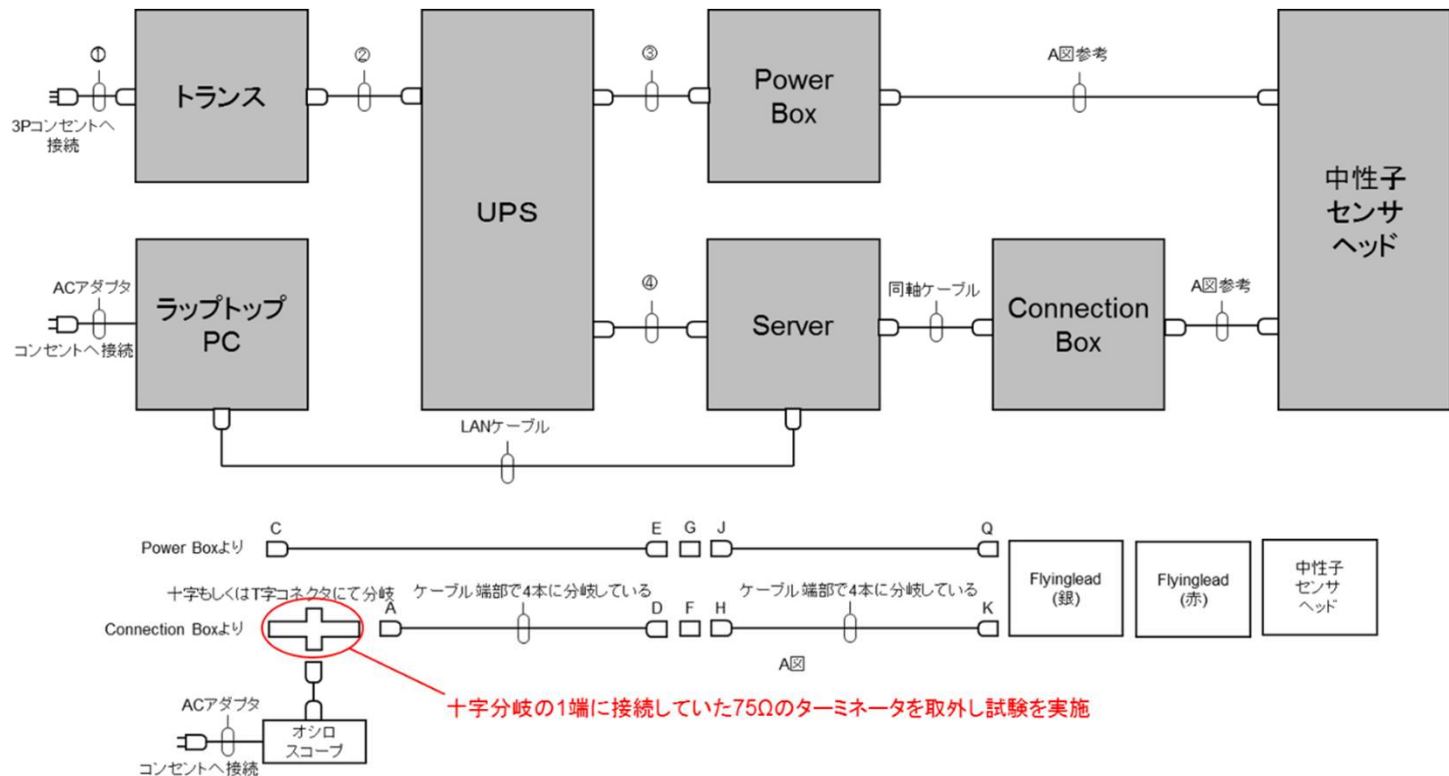 ①
②
③
A図参考
トランス
Power
Box
3Pコンセントへ
接続
UPS
中性子
センサ
ヘッド
ACアダプタ
コンセントへ接続
ラップトップ
PC
④
Server
同軸ケーブル
Connection
Box
A図参考
LANケーブル
Power Boxより
C
E
G
J
Q
十字もしくはT字コネクタにて分岐
ケーブル端部で4本に分岐している
ケーブル端部で4本に分岐している
Connection Boxより
A
D
F
H
K
Flyinglead
(銀)
Flyinglead
(赤)
中性子
センサ
ヘッド
A図
十字分岐の1端に接続していた75Ωのターミネータを取外し試験を実施
ACアダプタ
コンセントへ接続
オシロ
スコープ